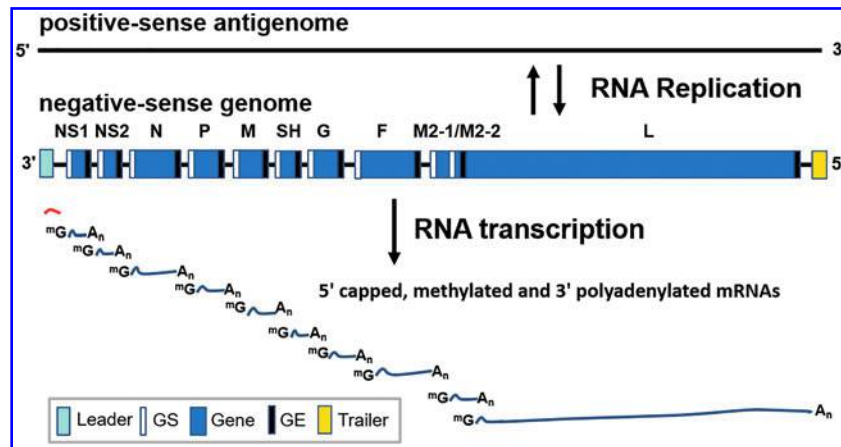 positive-sense antigenome
5' 3'
RNA Replication
negative-sense genome
NS1 NS2 N P M SH G F M2-1/M2-2 L
3' 5'
RNA transcription
mG An
mG An
mG An
5' capped, methylated and 3' polyadenylated mRNAs
mG An
mG An
mG An
mG An
mG An
mG An
mG An
Leader GS Gene GE Trailer